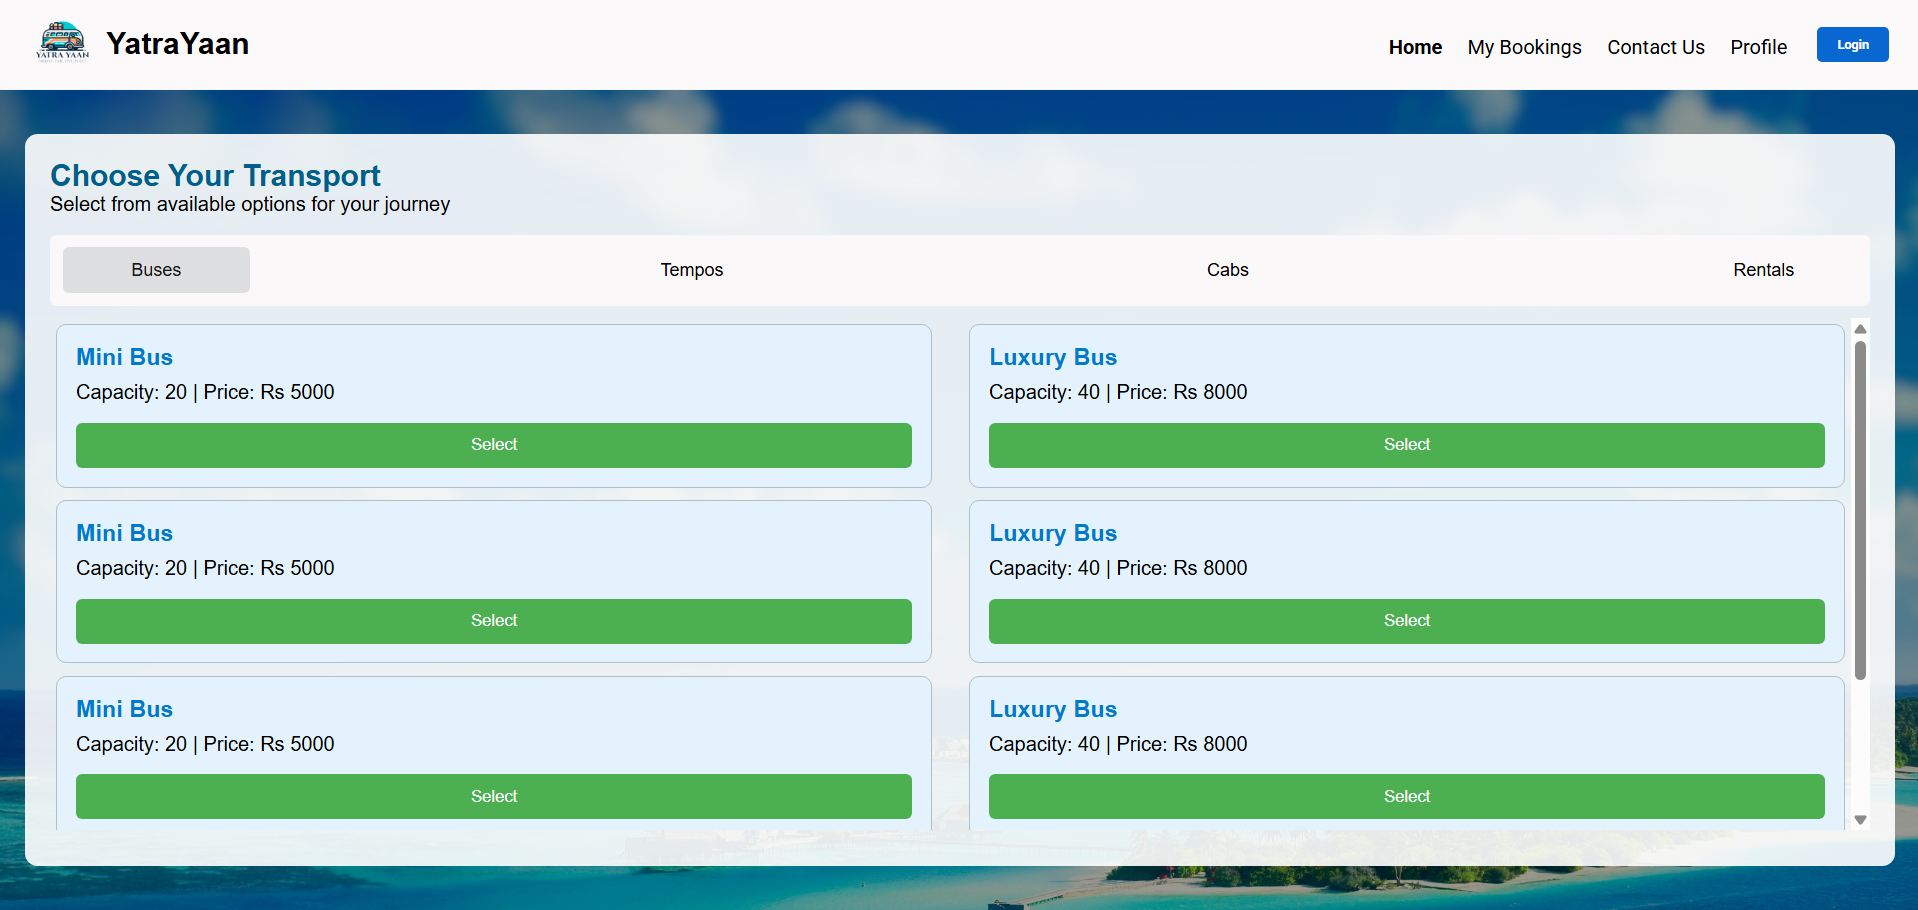 YATRA YAAN
YatraYaan
Home My Bookings Contact Us Profile Login
Choose Your Transport
Select from available options for your journey
Buses Tempos Cabs Rentals
Mini Bus
Capacity: 20 | Price: Rs 5000
Select
Luxury Bus
Capacity: 40 | Price: Rs 8000
Select
Mini Bus
Capacity: 20 | Price: Rs 5000
Select
Luxury Bus
Capacity: 40 | Price: Rs 8000
Select
Mini Bus
Capacity: 20 | Price: Rs 5000
Select
Luxury Bus
Capacity: 40 | Price: Rs 8000
Select